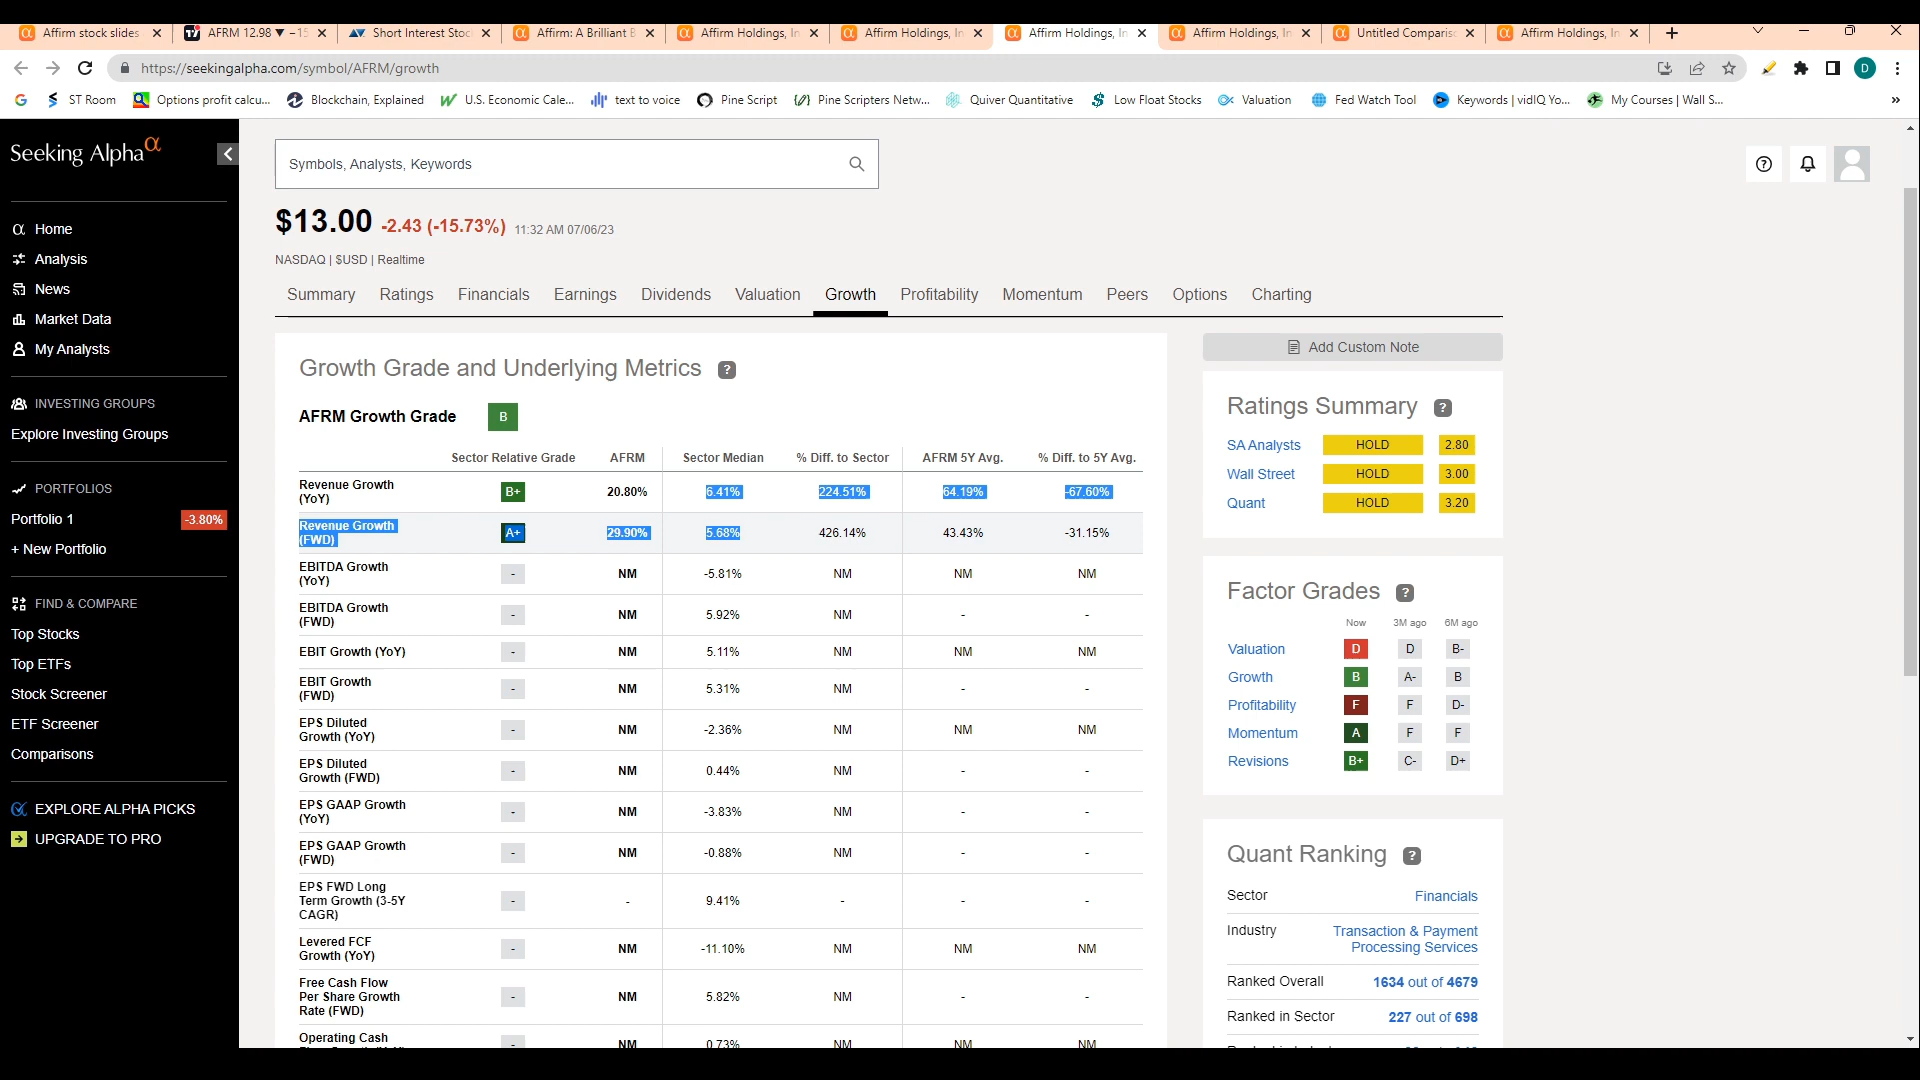 Affirm stock slides
AFRM 12.98 ▼ −15
Short Interest Stoc
Affirm: A Brilliant B
Affirm Holdings, In
Affirm Holdings, In
Affirm Holdings, In
Affirm Holdings, In
Untitled Comparis
Affirm Holdings, In
https://seekingalpha.com/symbol/AFRM/growth
D
ST Room
Options profit calcu...
Blockchain, Explained
U.S. Economic Cale...
text to voice
Pine Script
Pine Scripters Netw...
Quiver Quantitative
Low Float Stocks
Valuation
Fed Watch Tool
Keywords | vidIQ Yo...
My Courses | Wall S...
»
Seeking Alphaα
Home
Analysis
News
Market Data
My Analysts
INVESTING GROUPS
Explore Investing Groups
PORTFOLIOS
Portfolio 1 -3.80%
+ New Portfolio
FIND & COMPARE
Top Stocks
Top ETFs
Stock Screener
ETF Screener
Comparisons
EXPLORE ALPHA PICKS
UPGRADE TO PRO
Symbols, Analysts, Keywords
$13.00 -2.43 (-15.73%) 11:32 AM 07/06/23
NASDAQ | $USD | Realtime
Summary Ratings Financials Earnings Dividends Valuation Growth Profitability Momentum Peers Options Charting
Growth Grade and Underlying Metrics ?
AFRM Growth Grade B
Sector Relative Grade AFRM Sector Median % Diff. to Sector AFRM 5Y Avg. % Diff. to 5Y Avg.
Revenue Growth
(YoY) B+ 20.80% 6.41% 224.51% 64.19% -67.60%
Revenue Growth
(FWD) A+ 29.90% 5.68% 426.14% 43.43% -31.15%
EBITDA Growth
(YoY) - NM -5.81% NM NM NM
EBITDA Growth
(FWD) - NM 5.92% NM - -
EBIT Growth (YoY) - NM 5.11% NM NM NM
EBIT Growth
(FWD) - NM 5.31% NM - -
EPS Diluted
Growth (YoY) - NM -2.36% NM NM NM
EPS Diluted
Growth (FWD) - NM 0.44% NM - -
EPS GAAP Growth
(YoY) - NM -3.83% NM - -
EPS GAAP Growth
(FWD) - NM -0.88% NM - -
EPS FWD Long
Term Growth (3-5Y
CAGR) - - 9.41% - - -
Levered FCF
Growth (YoY) - NM -11.10% NM NM NM
Free Cash Flow
Per Share Growth
Rate (FWD) - NM 5.82% NM - -
Operating Cash - NM 0.73% NM NM NM
Add Custom Note
Ratings Summary ?
SA Analysts HOLD 2.80
Wall Street HOLD 3.00
Quant HOLD 3.20
Factor Grades ?
Now 3M ago 6M ago
Valuation D D B-
Growth B A- B
Profitability F F D-
Momentum A F F
Revisions B+ C- D+
Quant Ranking ?
Sector Financials
Industry Transaction & Payment
Processing Services
Ranked Overall 1634 out of 4679
Ranked in Sector 227 out of 698